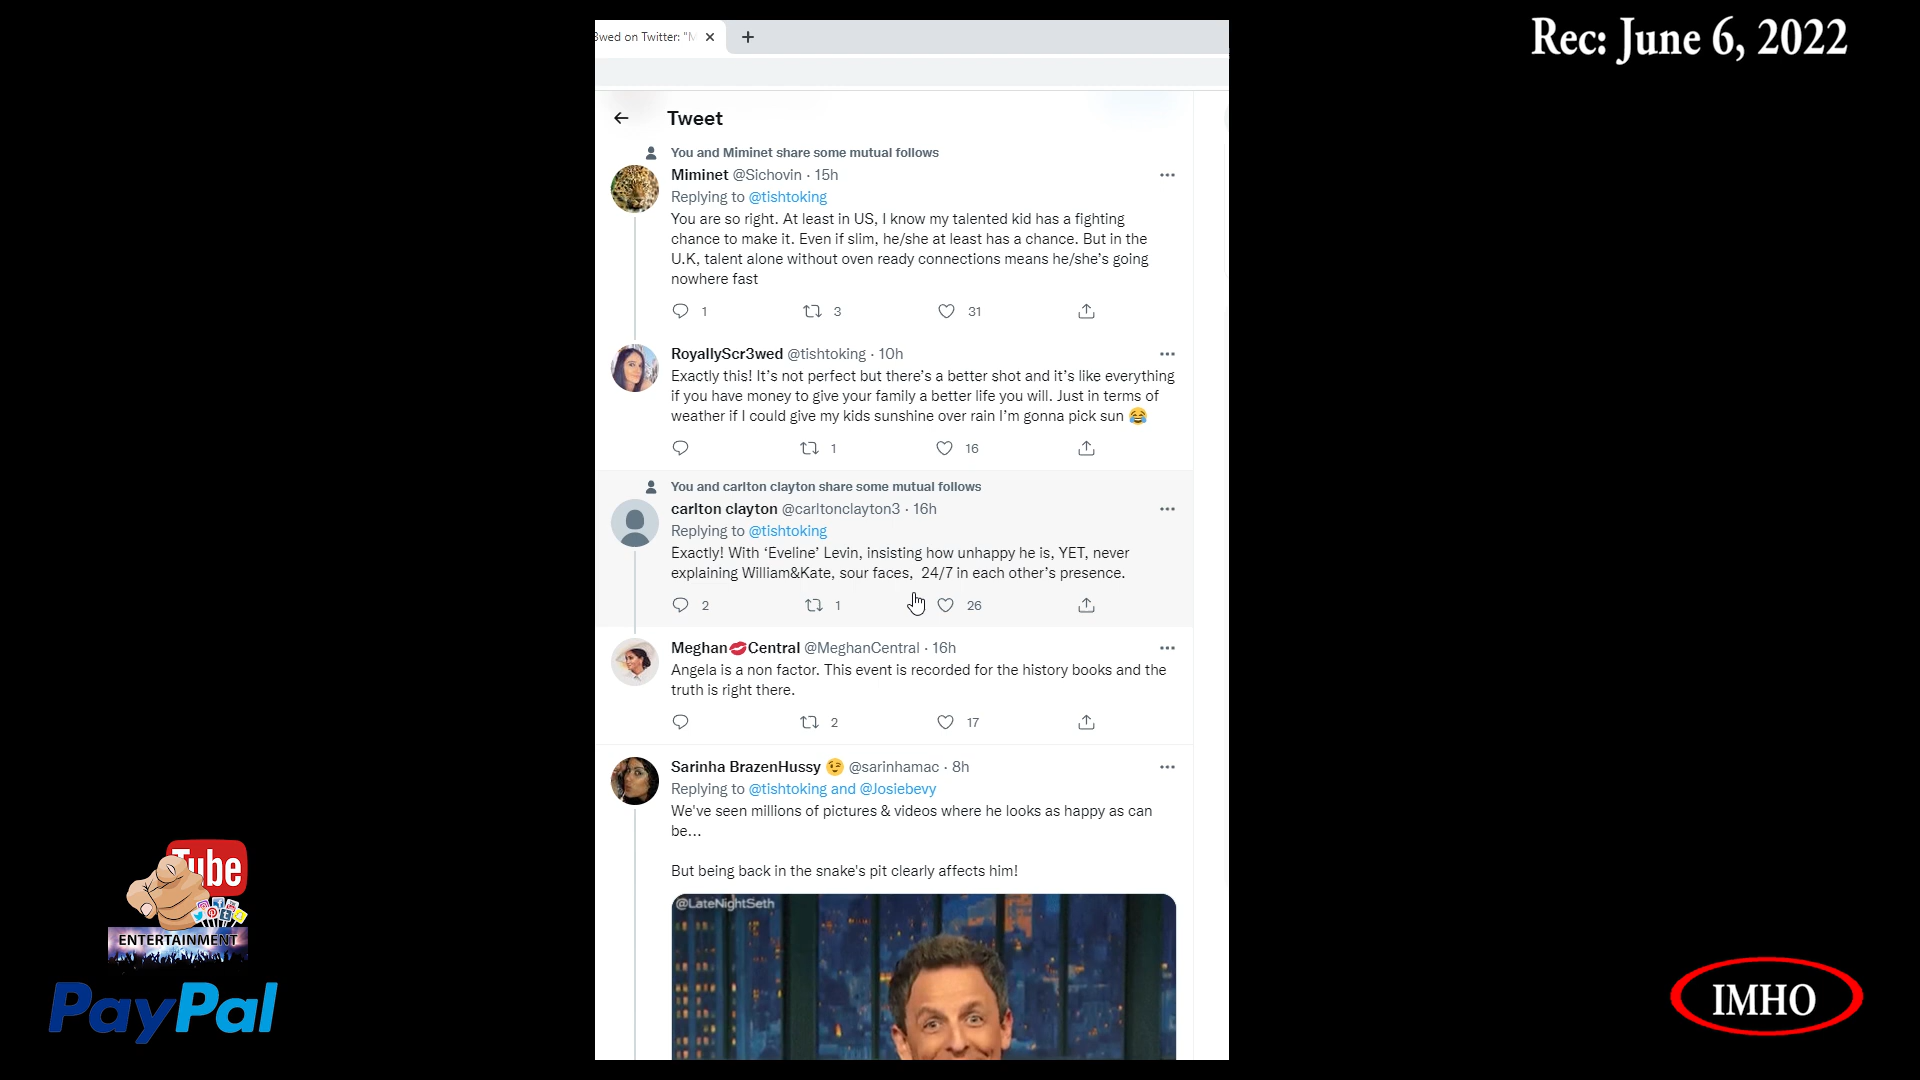 Rec: June 6, 2022
3wed on Twitter: "M
Tweet
You and Miminet share some mutual follows
Miminet @Sichovin · 15h
Replying to @tishtoking
You are so right. At least in US, I know my talented kid has a fighting
chance to make it. Even if slim, he/she at least has a chance. But in the
U.K, talent alone without oven ready connections means he/she's going
nowhere fast
1 3 31
RoyallyScr3wed @tishtoking · 10h
Exactly this! It's not perfect but there's a better shot and it's like everything
if you have money to give your family a better life you will. Just in terms of
weather if I could give my kids sunshine over rain I'm gonna pick sun 😂
1 16
You and carlton clayton share some mutual follows
carlton clayton @carltonclayton3 · 16h
Replying to @tishtoking
Exactly! With ‘Eveline’ Levin, insisting how unhappy he is, YET, never
explaining William&Kate, sour faces,  24/7 in each other’s presence.
2 1 26
Meghan💋Central @MeghanCentral · 16h
Angela is a non factor. This event is recorded for the history books and the
truth is right there.
2 17
Sarinha BrazenHussy 😉 @sarinhamac · 8h
Replying to @tishtoking and @Josiebevy
We've seen millions of pictures & videos where he looks as happy as can
be...
But being back in the snake's pit clearly affects him!
@LateNightSeth
Tube
ENTERTAINMENT
PayPal
IMHO